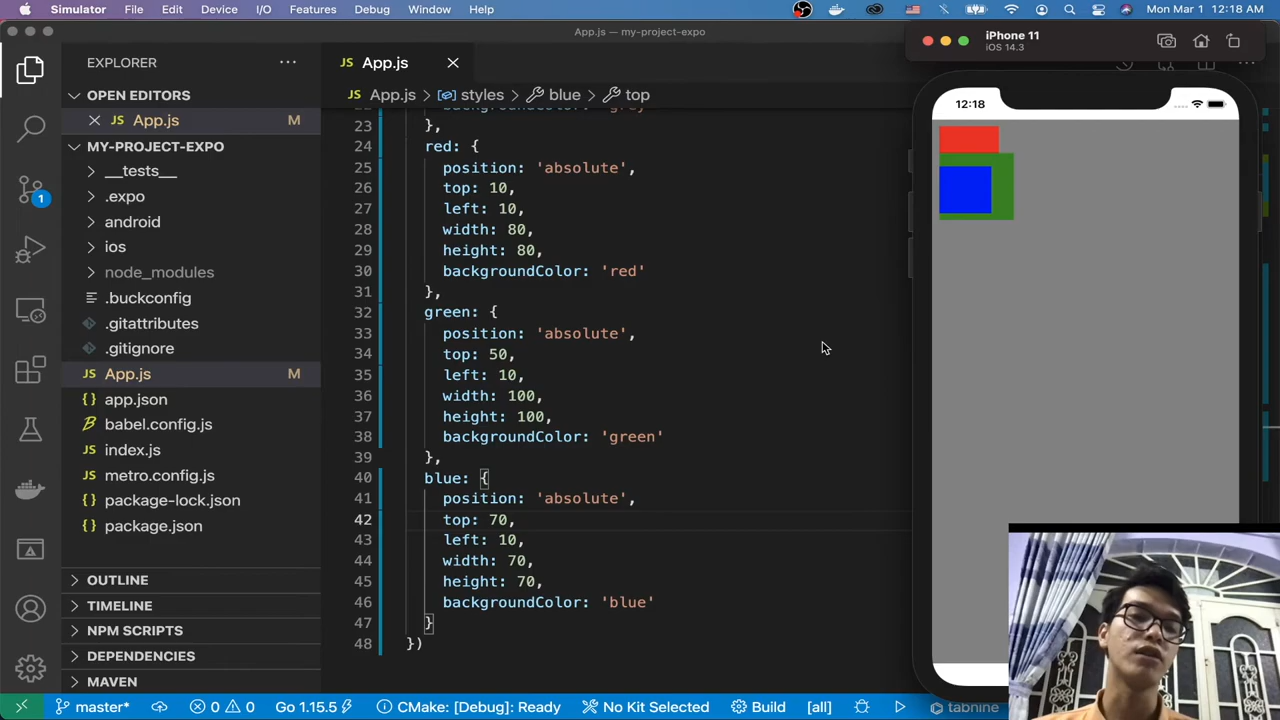 Simulator File Edit Device I/O Features Debug Window Help Mon Mar 1 12:18 AM
App.js — my-project-expo
iPhone 11
iOS 14.3
EXPLORER
OPEN EDITORS
App.js M
MY-PROJECT-EXPO
__tests__
.expo
android
ios
node_modules
.buckconfig
.gitattributes
.gitignore
App.js M
app.json
babel.config.js
index.js
metro.config.js
package-lock.json
package.json
OUTLINE
TIMELINE
NPM SCRIPTS
DEPENDENCIES
MAVEN
1
JS App.js
JS App.js > styles > blue > top
23 },
24 red: {
25 position: 'absolute',
26 top: 10,
27 left: 10,
28 width: 80,
29 height: 80,
30 backgroundColor: 'red'
31 },
32 green: {
33 position: 'absolute',
34 top: 50,
35 left: 10,
36 width: 100,
37 height: 100,
38 backgroundColor: 'green'
39 },
40 blue: {
41 position: 'absolute',
42 top: 70,
43 left: 10,
44 width: 70,
45 height: 70,
46 backgroundColor: 'blue'
47 }
48 })
12:18
master* 0 0 Go 1.15.5 CMake: [Debug]: Ready No Kit Selected Build [all] tabnine